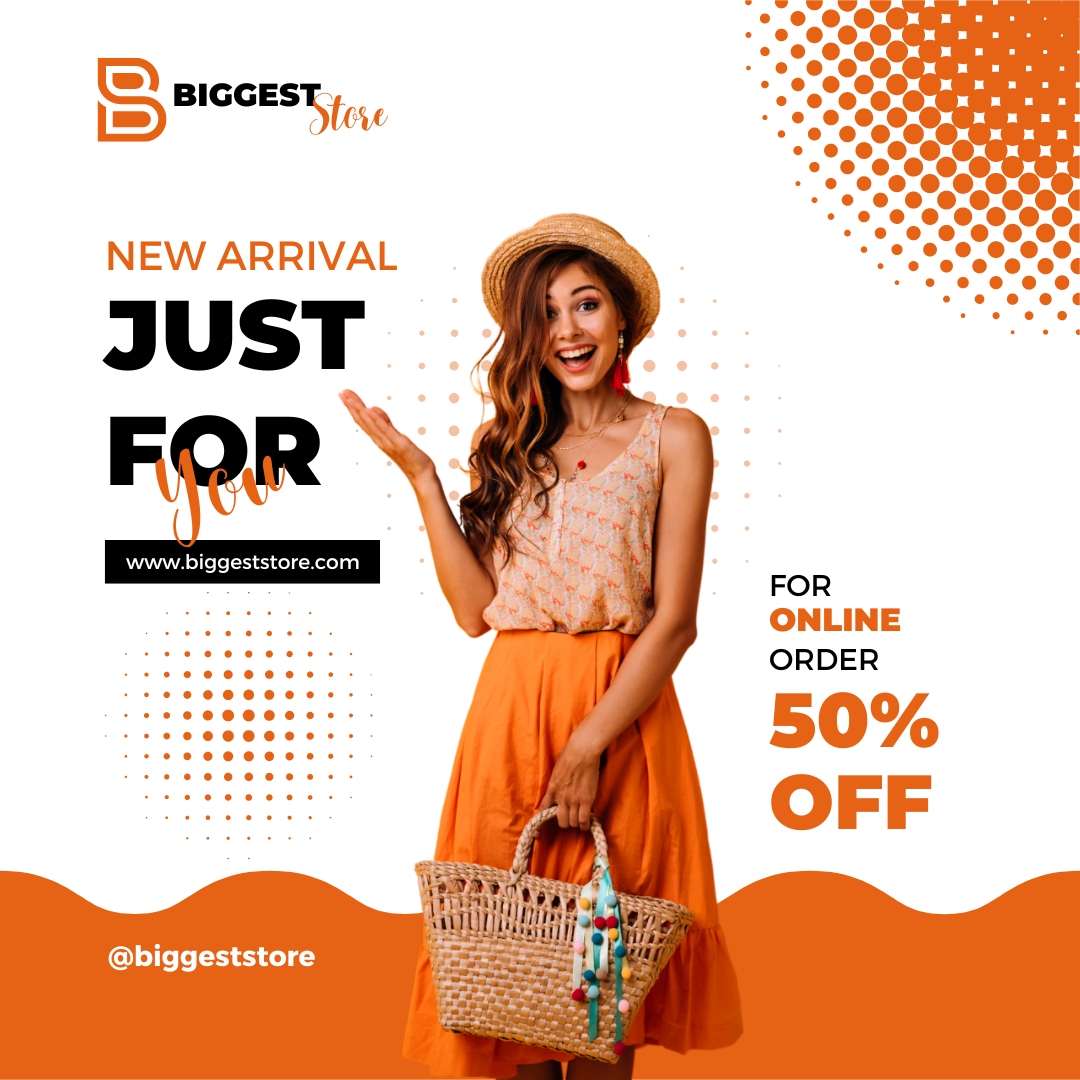 BIGGEST
Store
NEW ARRIVAL
JUST
FOR
You
www.biggeststore.com
FOR
ONLINE
ORDER
50%
OFF
@biggeststore